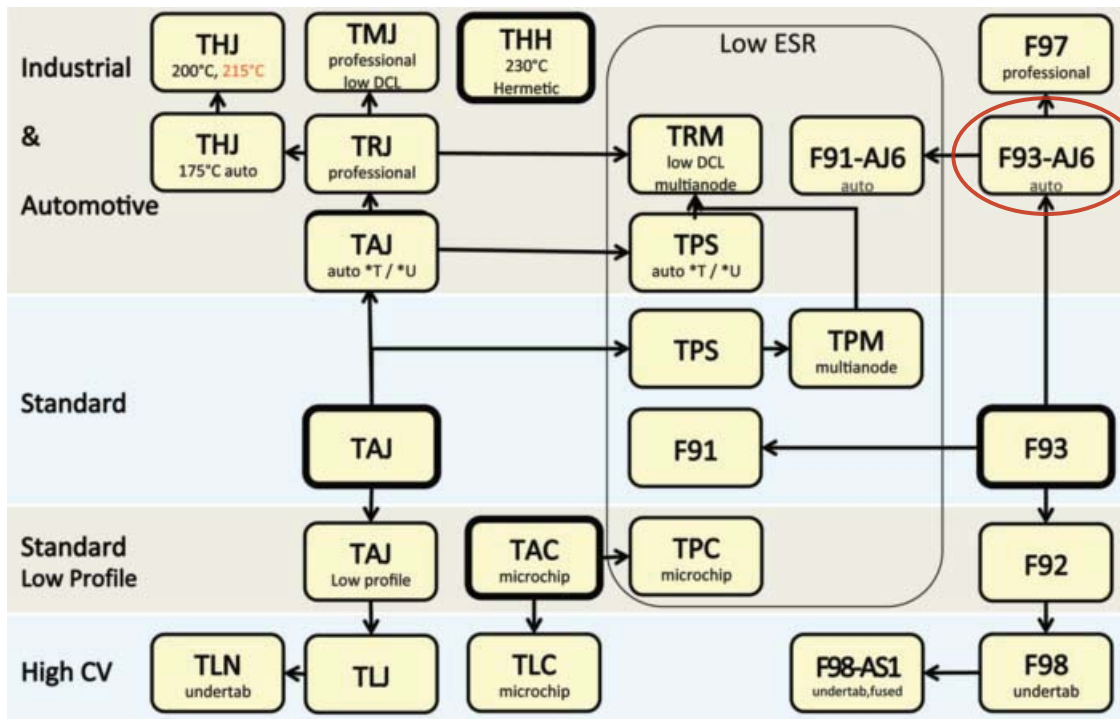 Industrial
&
Automotive
THJ
200°C, 215°C
TMJ
professional
low DCL
THH
230°C
Hermetic
Low ESR
F97
professional
THJ
175°C auto
TRJ
professional
TRM
low DCL
multianode
F91-AJ6
auto
F93-AJ6
auto
TAJ
auto *T / *U
TPS
auto *T / *U
Standard
TPS
TPM
multianode
TAJ
F91
F93
Standard
Low Profile
TAJ
Low profile
TAC
microchip
TPC
microchip
F92
High CV
TLN
undertab
TLJ
TLC
microchip
F98-AS1
undertab,fused
F98
undertab